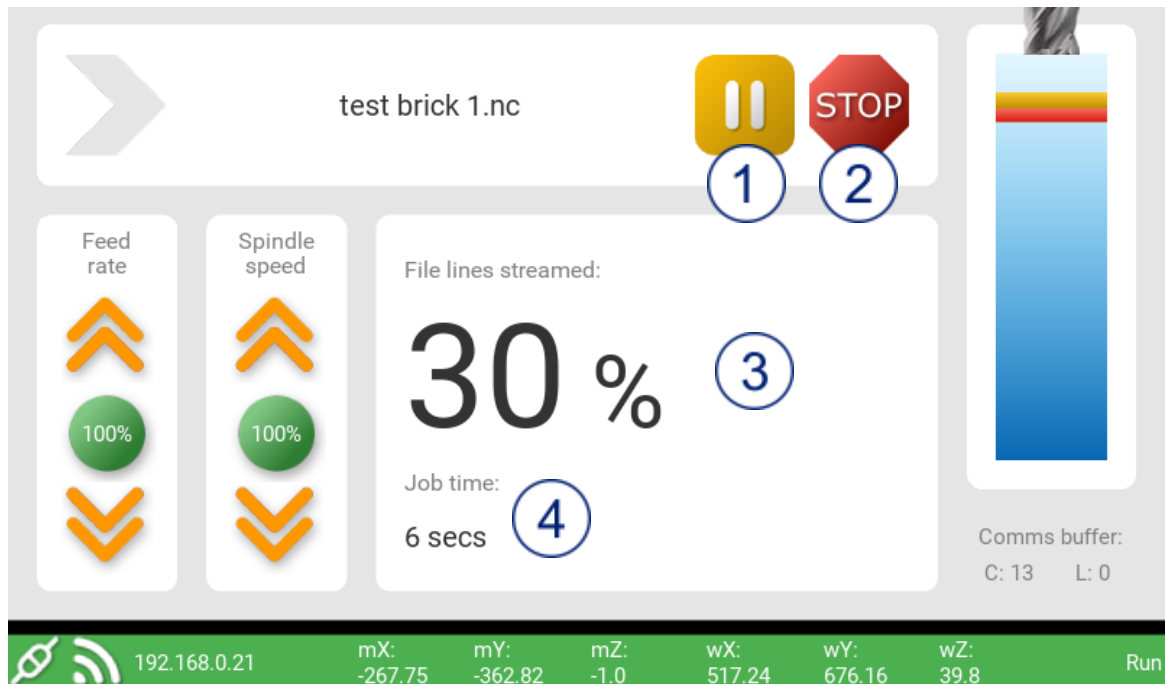 test brick 1.nc
STOP
1
2
Feed
rate
100%
Spindle
speed
100%
File lines streamed:
30 %
3
Job time:
6 secs
4
Comms buffer:
C: 13 L: 0
192.168.0.21
mX:
-267.75
mY:
-362.82
mZ:
-1.0
wX:
517.24
wY:
676.16
wZ:
39.8
Run